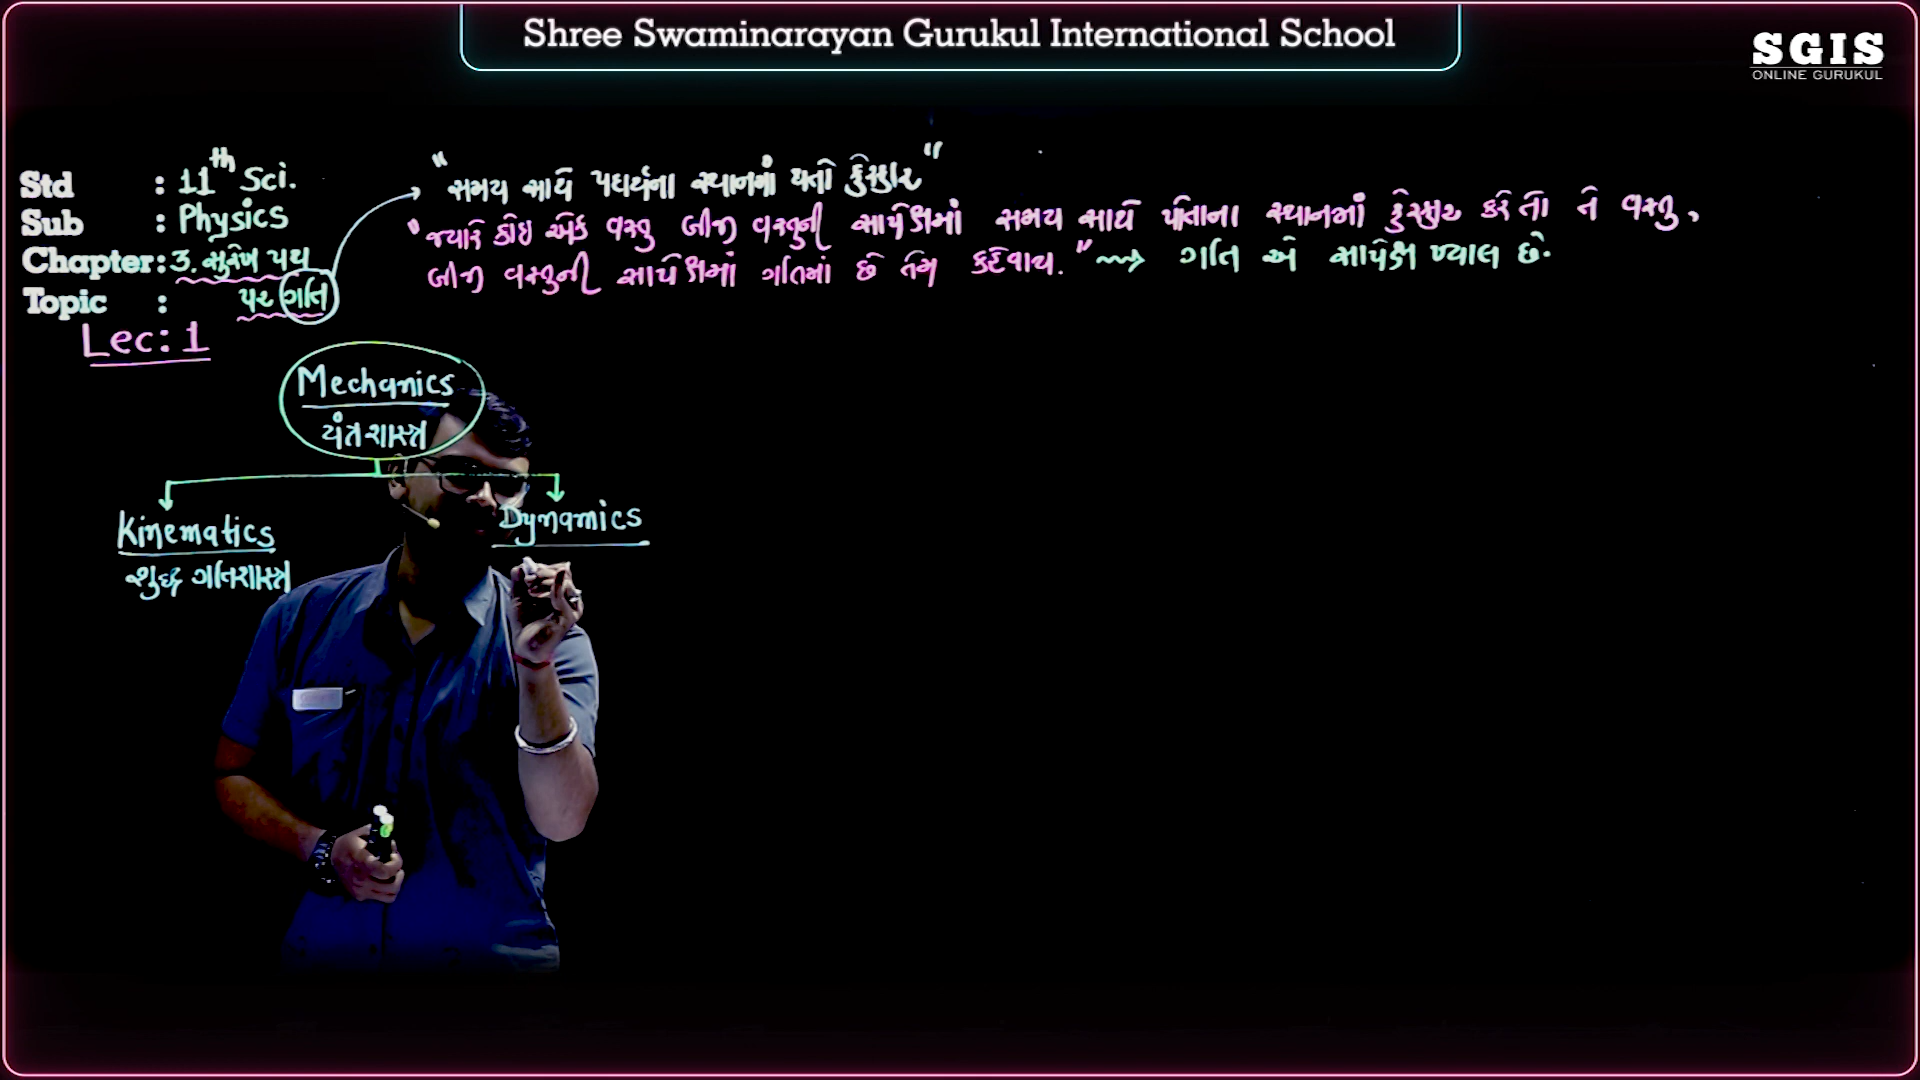 Shree Swaminarayan Gurukul International School
SGIS
ONLINE GURUKUL
Std : 11th Sci.
Sub : Physics
Chapter : 3. સુરેખ પથ
Topic : પર ગતિ
Lec: 1
"સમય સાથે પદાર્થના સ્થાનમાં થતો ફેરફાર"
"જ્યારે કોઇ એક વસ્તુ બીજી વસ્તુની સાપેક્ષમાં સમય સાથે પોતાના સ્થાનમાં ફેરફાર કરે તો તે વસ્તુ,
બીજી વસ્તુની સાપેક્ષમાં ગતિમાં છે તેમ કહેવાય." ⟿ ગતિ એ સાપેક્ષ ખ્યાલ છે.
Mechanics
યંત્રશાસ્ત્ર
Kinematics
શુદ્ધ ગતિશાસ્ત્ર
Dynamics